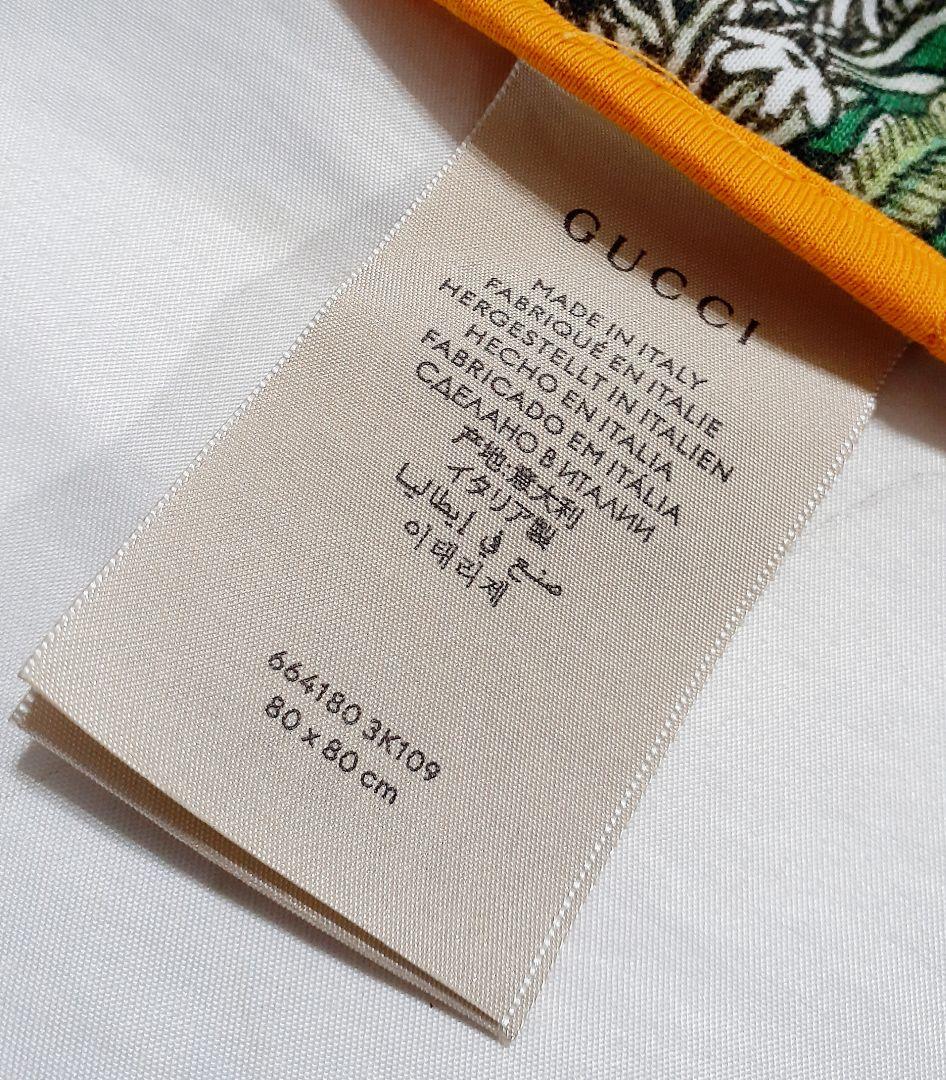 GUCCI
MADE IN ITALY
FABRIQUÉ EN ITALIE
HERGESTELLT IN ITALIEN
HECHO EN ITALIA
FABRICADO EM ITÁLIA
СДЕЛАНО В ИТАЛИИ
产地:意大利
イタリア製
صنع في إيطاليا
이태리제
664180 3K109
80 x 80 cm